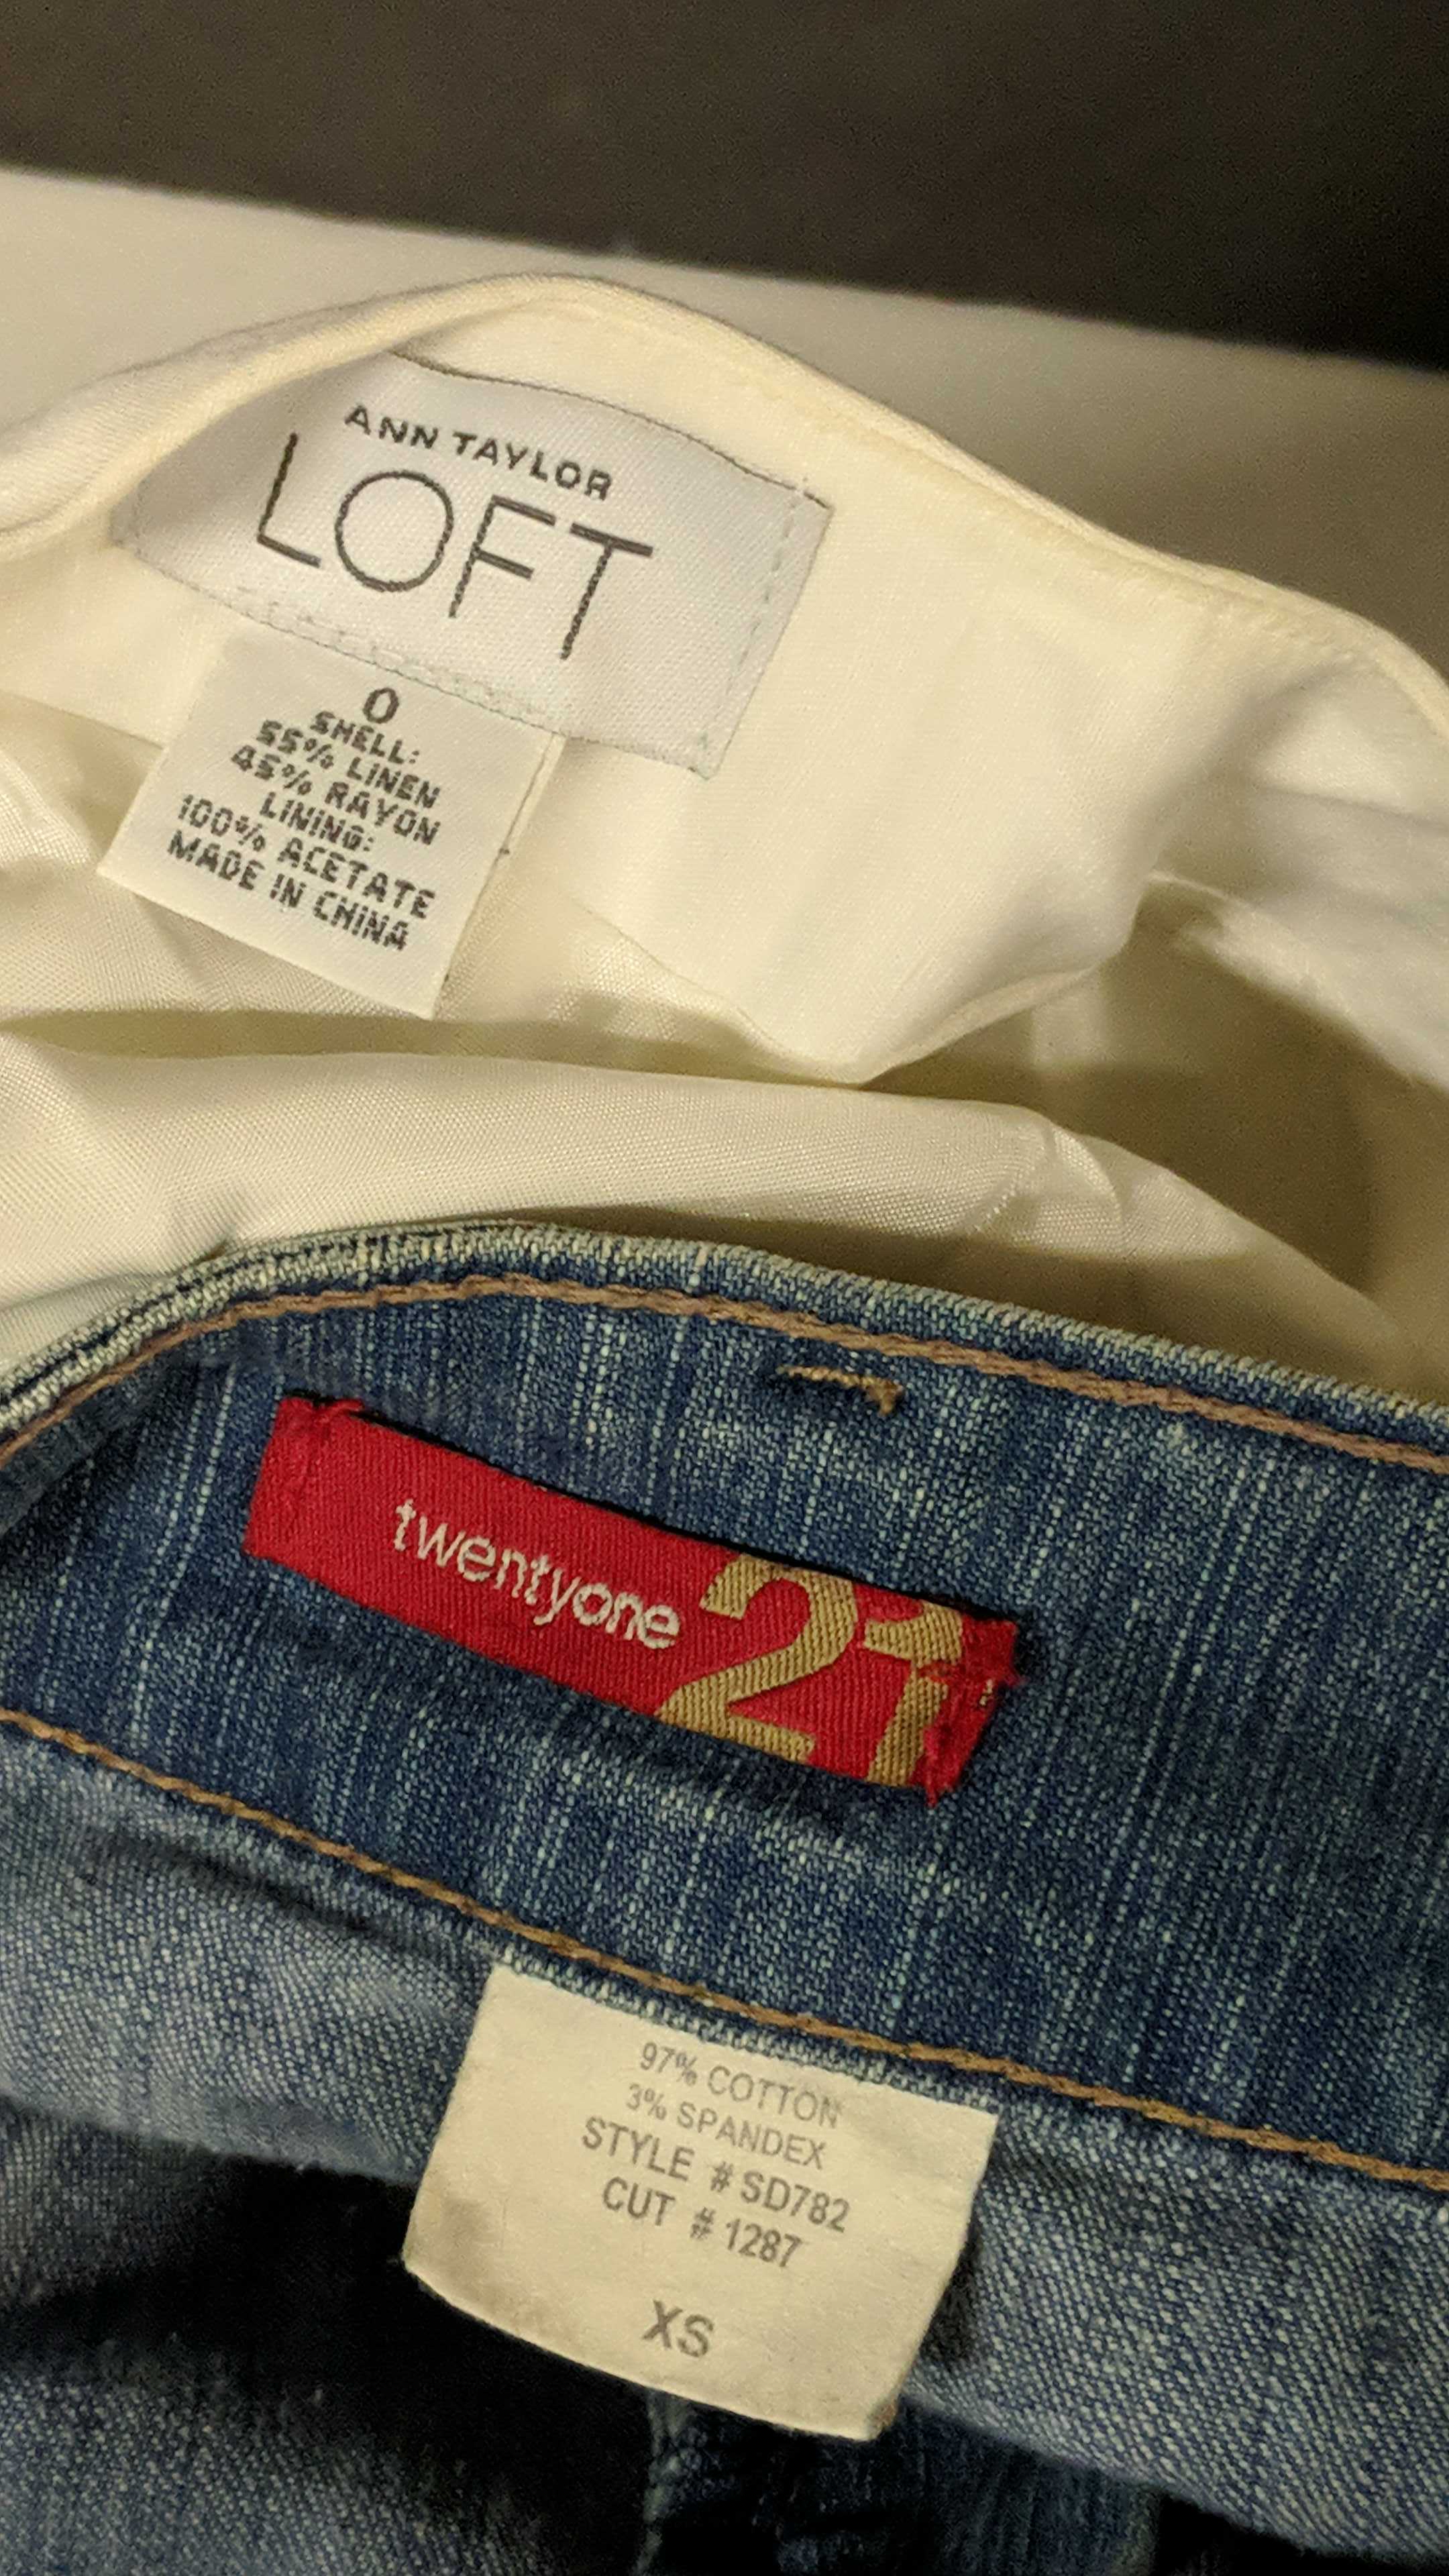 ANN TAYLOR
LOFT
0
SHELL:
55% LINEN
45% RAYON
LINING:
100% ACETATE
MADE IN CHINA
twentyone 21
97% COTTON
3% SPANDEX
STYLE # SD782
CUT # 1287
XS